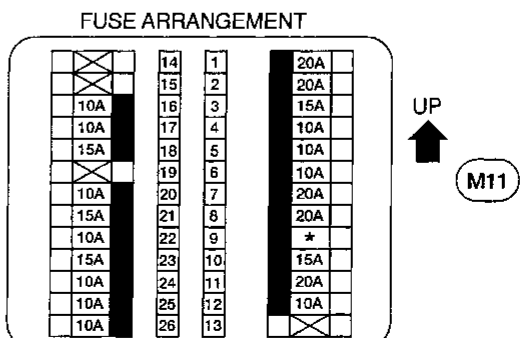 FUSE ARRANGEMENT
14 1 20A
15 2 20A
10A 16 3 15A
10A 17 4 10A
15A 18 5 10A
19 6 10A
10A 20 7 20A
15A 21 8 20A
10A 22 9 *
15A 23 10 15A
10A 24 11 20A
10A 25 12 10A
10A 26 13
UP
M11